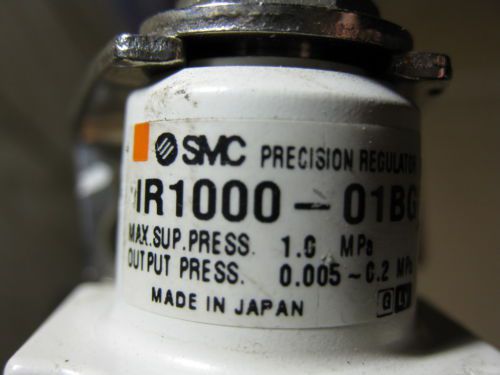 SMC PRECISION REGULATOR
IR1000-01BG
MAX.SUP.PRESS. 1.0 MPa
OUTPUT PRESS. 0.005~0.2 MPa
MADE IN JAPAN